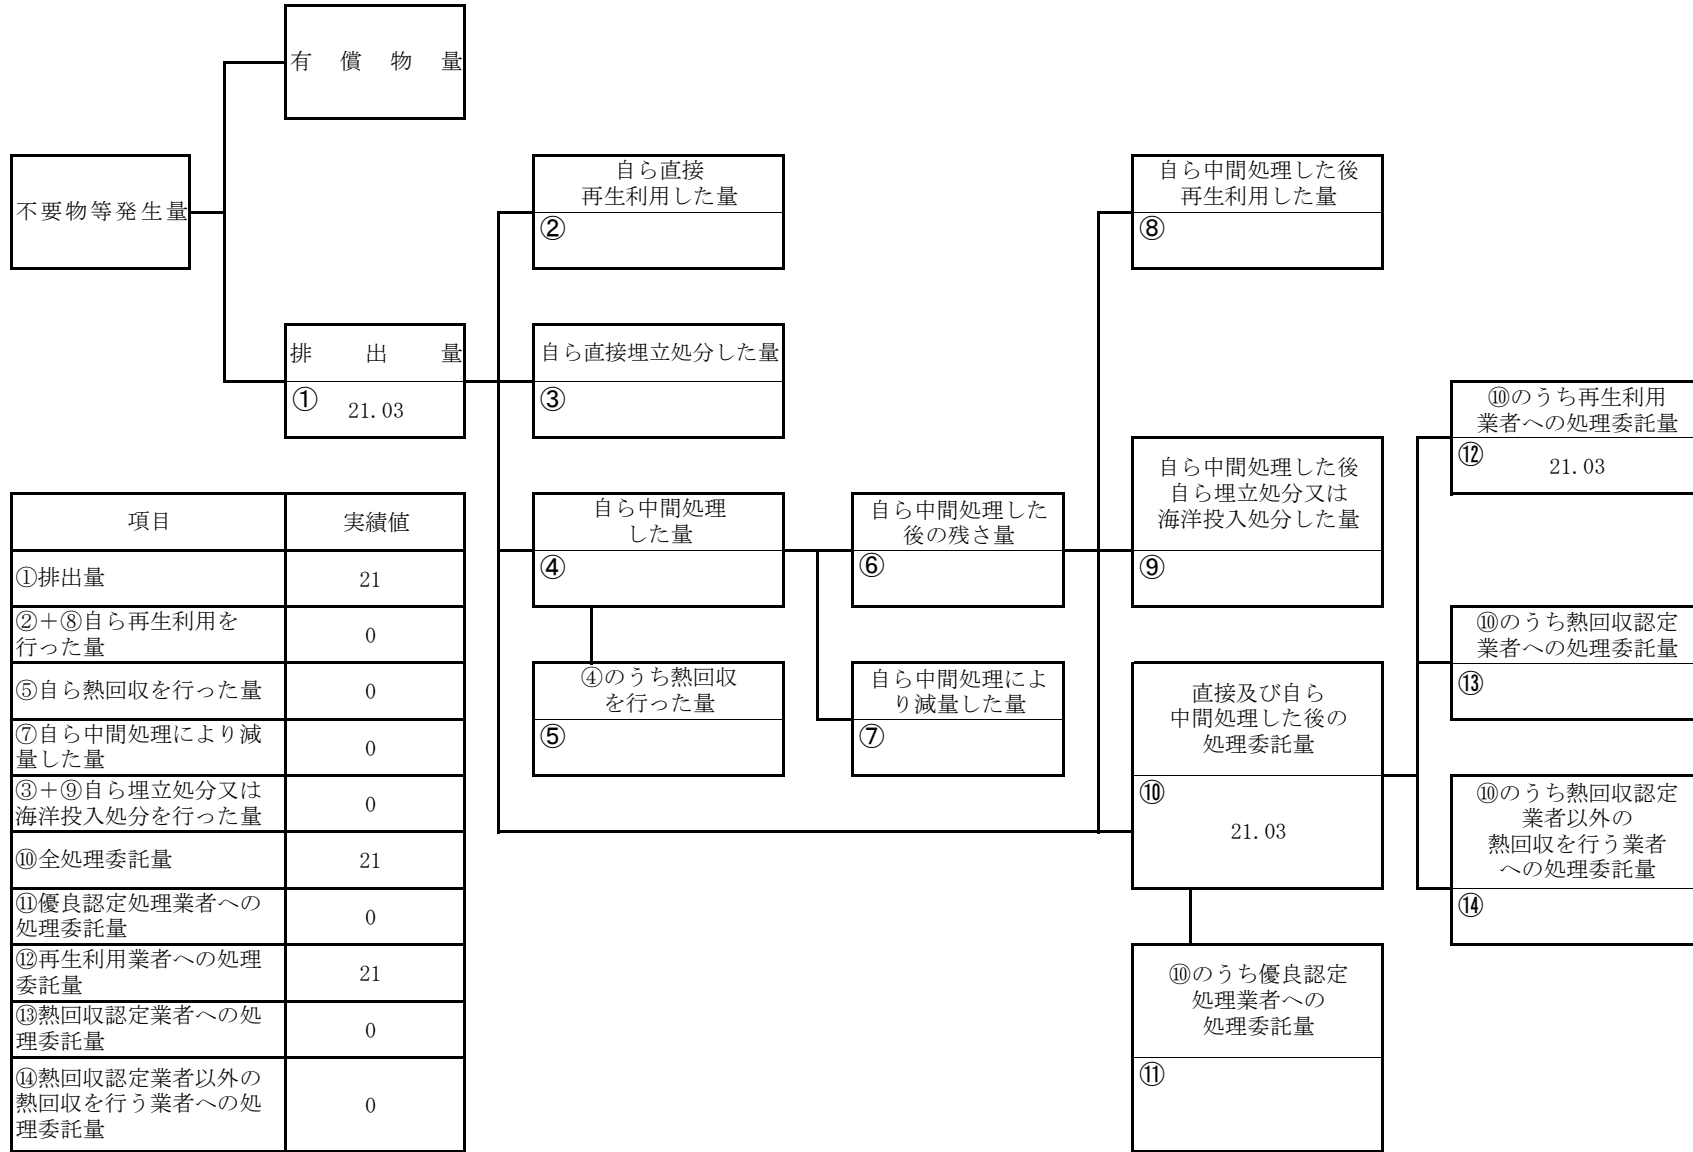 有償物量
不要物等発生量
排出量
①
21.03
自ら直接
再生利用した量
②
自ら直接埋立処分した量
③
自ら中間処理
した量
④
④のうち熱回収
を行った量
⑤
自ら中間処理した
後の残さ量
⑥
自ら中間処理によ
り減量した量
⑦
自ら中間処理した後
再生利用した量
⑧
自ら中間処理した後
自ら埋立処分又は
海洋投入処分した量
⑨
直接及び自ら
中間処理した後の
処理委託量
⑩
21.03
⑩のうち優良認定
処理業者への
処理委託量
⑪
⑩のうち再生利用
業者への処理委託量
⑫
21.03
⑩のうち熱回収認定
業者への処理委託量
⑬
⑩のうち熱回収認定
業者以外の
熱回収を行う業者
への処理委託量
⑭
項目 実績値
①排出量 21
②+⑧自ら再生利用を
行った量 0
⑤自ら熱回収を行った量 0
⑦自ら中間処理により減
量した量 0
③+⑨自ら埋立処分又は
海洋投入処分を行った量 0
⑩全処理委託量 21
⑪優良認定処理業者への
処理委託量 0
⑫再生利用業者への処理
委託量 21
⑬熱回収認定業者への処
理委託量 0
⑭熱回収認定業者以外の
熱回収を行う業者への処
理委託量 0